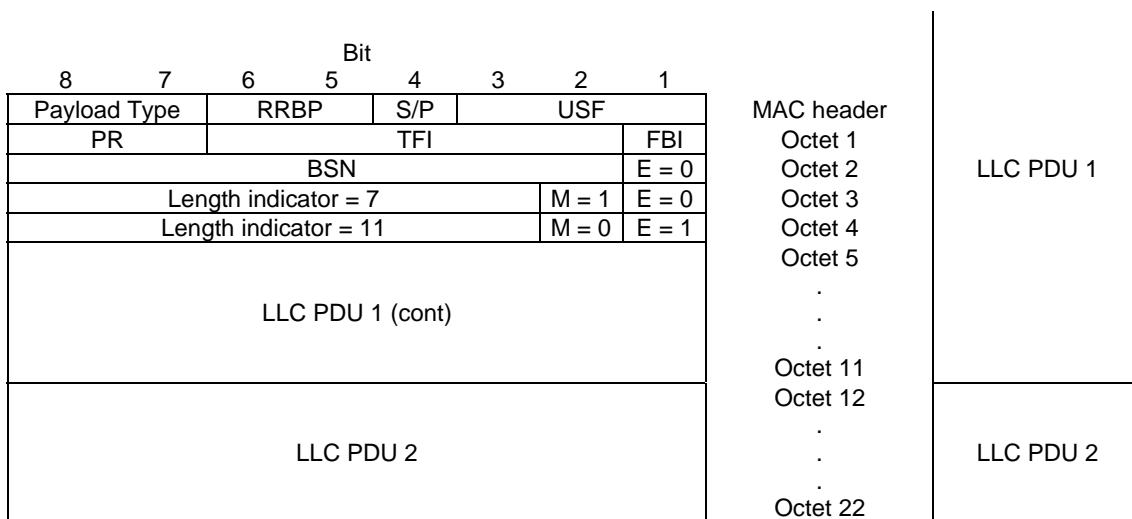 Bit
8 7 6 5 4 3 2 1
Payload Type RRBP S/P USF MAC header
PR TFI FBI Octet 1
BSN E = 0 Octet 2 LLC PDU 1
Length indicator = 7 M = 1 E = 0 Octet 3
Length indicator = 11 M = 0 E = 1 Octet 4
Octet 5
.
LLC PDU 1 (cont) .
.
Octet 11
Octet 12
.
LLC PDU 2 . LLC PDU 2
.
Octet 22